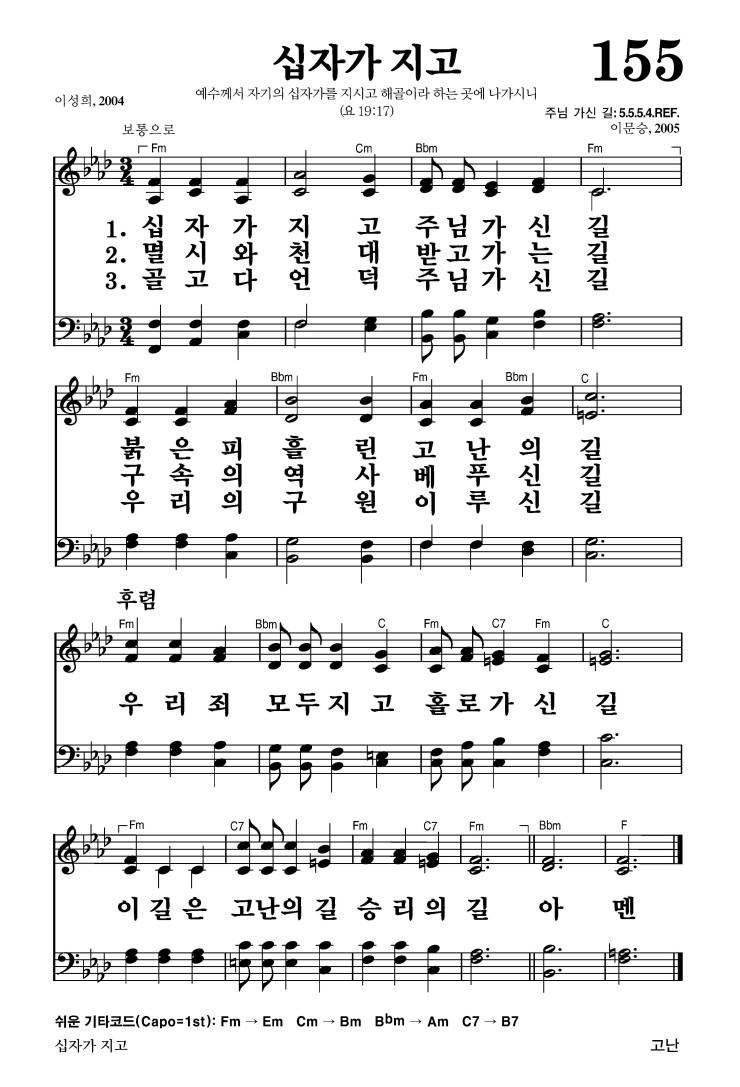 십자가 지고
155
예수께서 자기의 십자가를 지시고 해골이라 하는 곳에 나가시니
(요 19:17)
이성희, 2004
주님 가신 길: 5.5.5.4.REF.
이문승, 2005
보통으로
Fm Cm Bbm Fm
1. 십 자 가 지 고 주 님 가 신 길
2. 멸 시 와 천 대 받 고 가 는 길
3. 골 고 다 언 덕 주 님 가 신 길
Fm Bbm Fm Bbm C
붉 은 피 흘 린 고 난 의 길
구 속 의 역 사 베 푸 신 길
우 리 의 구 원 이 루 신 길
후렴
Fm Bbm C Fm C7 Fm C
우 리 죄 모 두 지 고 홀 로 가 신 길
Fm C7 Fm C7 Fm Bbm F
이 길 은 고 난 의 길 승 리 의 길 아 멘
쉬운 기타코드(Capo=1st): Fm → Em Cm → Bm Bbm → Am C7 → B7
십자가 지고
고난